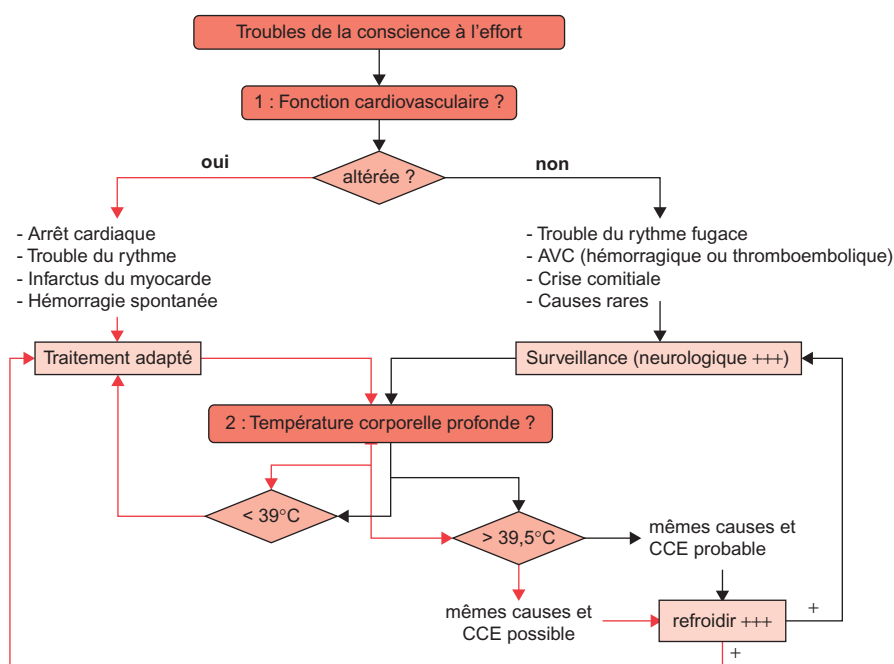 Troubles de la conscience à l’effort
1 : Fonction cardiovasculaire ?
oui
altérée ?
non
- Arrêt cardiaque
- Trouble du rythme
- Infarctus du myocarde
- Hémorragie spontanée
- Trouble du rythme fugace
- AVC (hémorragique ou thromboembolique)
- Crise comitiale
- Causes rares
Traitement adapté
Surveillance (neurologique +++)
2 : Température corporelle profonde ?
< 39°C
> 39,5°C
mêmes causes et
CCE probable
mêmes causes et
CCE possible
refroidir +++
+
+